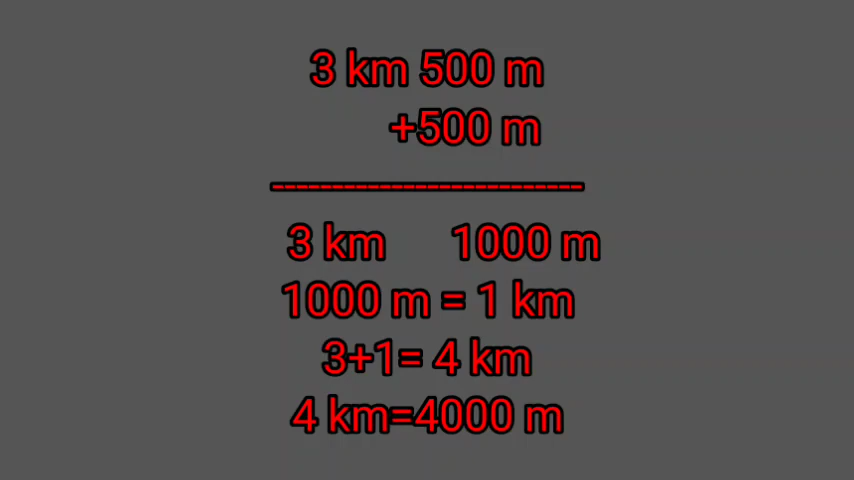 3 km 500 m
+500 m
--------------------------
3 km 1000 m
1000 m = 1 km
3+1= 4 km
4 km=4000 m